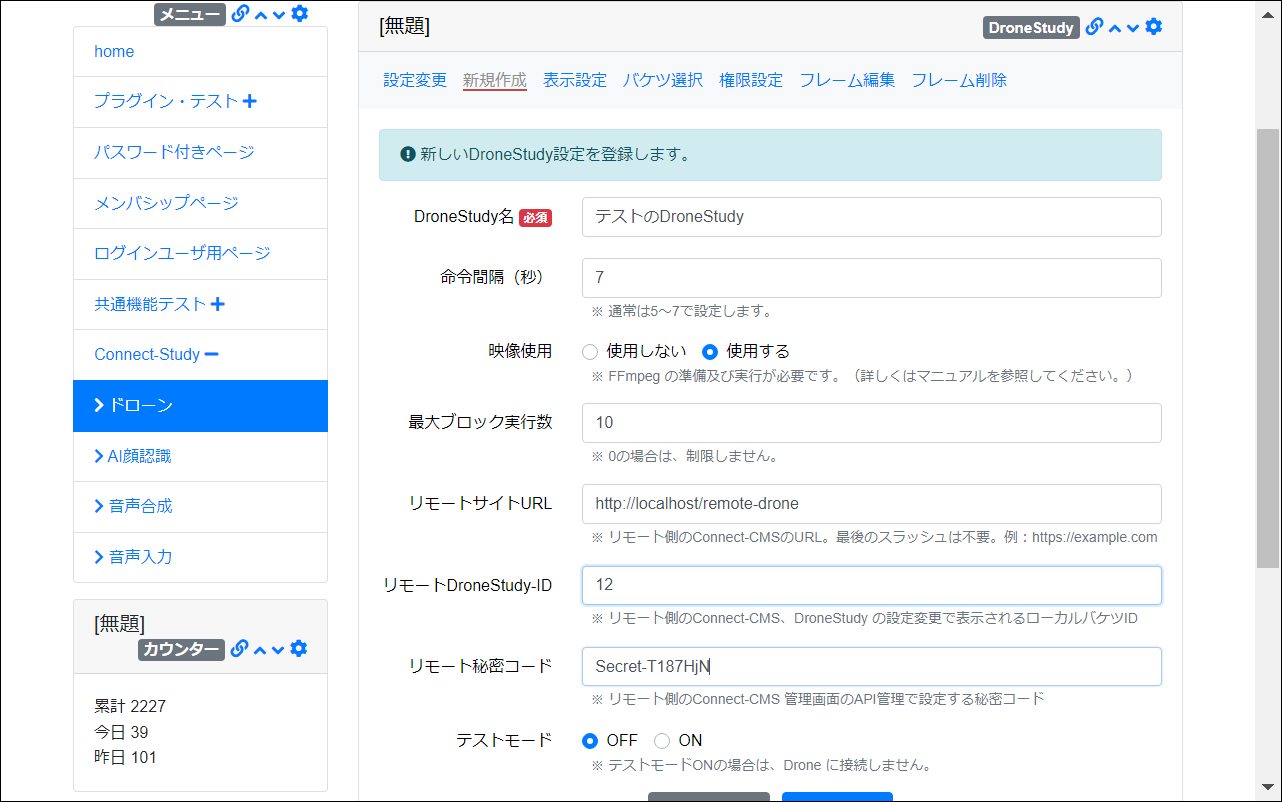 メニュー
home
プラグイン・テスト
パスワード付きページ
メンバシップページ
ログインユーザ用ページ
共通機能テスト
Connect-Study
ドローン
AI顔認識
音声合成
音声入力
[無題]
カウンター
累計 2227
今日 39
昨日 101
[無題] DroneStudy
設定変更 新規作成 表示設定 バケツ選択 権限設定 フレーム編集 フレーム削除
新しいDroneStudy設定を登録します。
DroneStudy名 必須 テストのDroneStudy
命令間隔（秒） 7
※ 通常は5～7で設定します。
映像使用 使用しない 使用する
※ FFmpeg の準備及び実行が必要です。（詳しくはマニュアルを参照してください。）
最大ブロック実行数 10
※ 0の場合は、制限しません。
リモートサイトURL http://localhost/remote-drone
※ リモート側のConnect-CMSのURL。最後のスラッシュは不要。例：https://example.com
リモートDroneStudy-ID 12
※ リモート側のConnect-CMS、DroneStudy の設定変更で表示されるローカルバケツID
リモート秘密コード Secret-T187HjN
※ リモート側のConnect-CMS 管理画面のAPI管理で設定する秘密コード
テストモード OFF ON
※ テストモードONの場合は、Drone に接続しません。